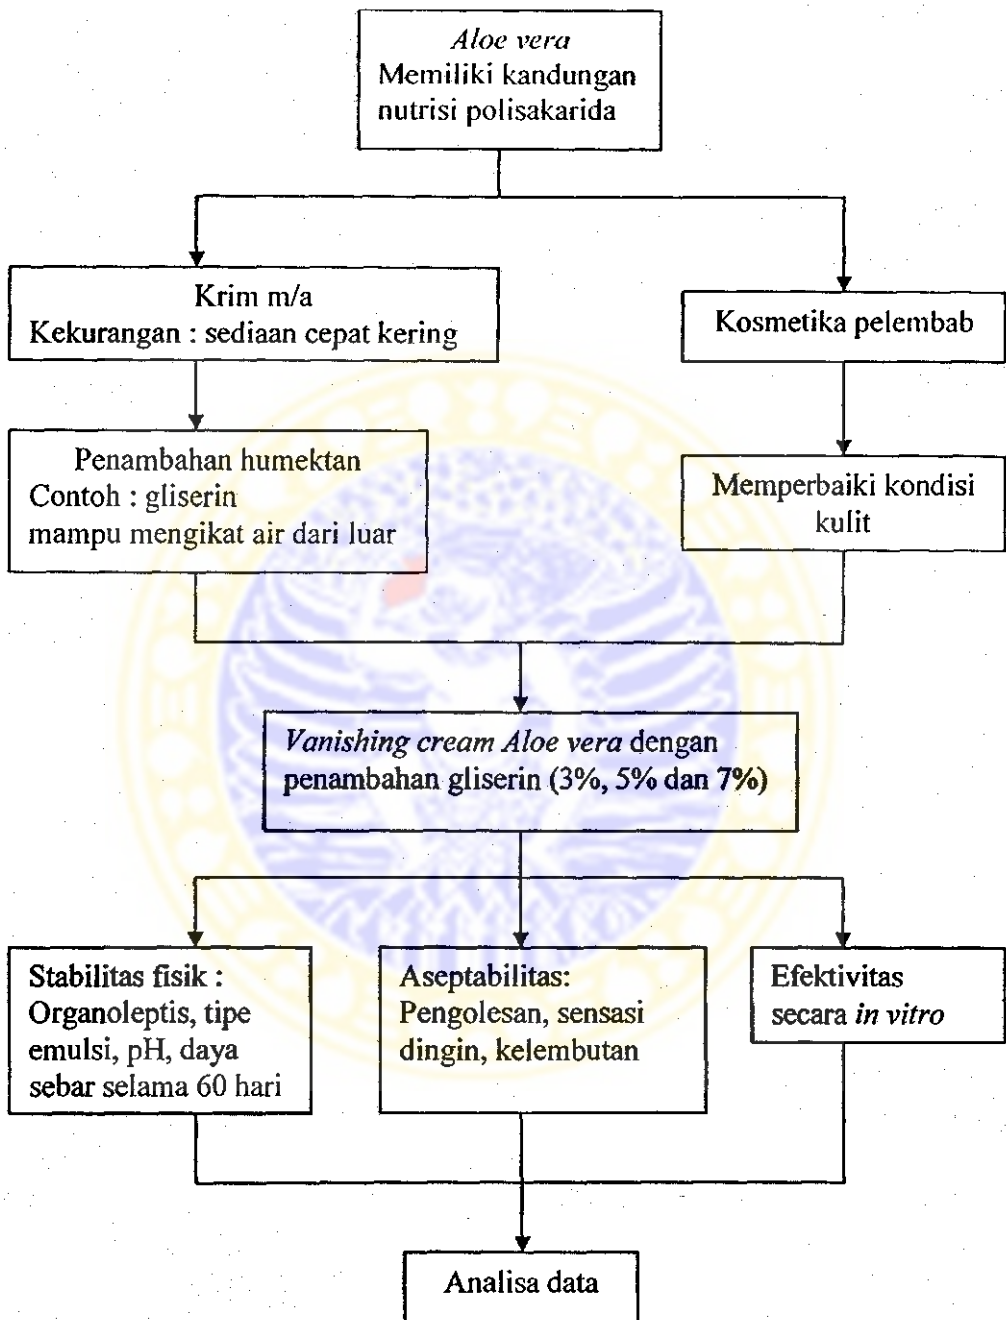 Aloe vera
Memiliki kandungan
nutrisi polisakarida
Krim m/a
Kekurangan : sediaan cepat kering
Kosmetika pelembab
Penambahan humektan
Contoh : gliserin
mampu mengikat air dari luar
Memperbaiki kondisi
kulit
Vanishing cream Aloe vera dengan
penambahan gliserin (3%, 5% dan 7%)
Stabilitas fisik :
Organoleptis, tipe
emulsi, pH, daya
sebar selama 60 hari
Aseptabilitas:
Pengolesan, sensasi
dingin, kelembutan
Efektivitas
secara in vitro
Analisa data